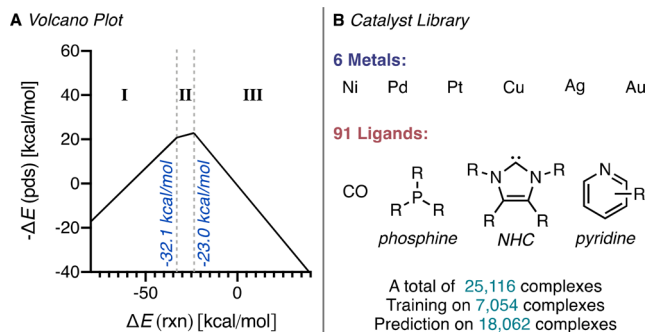 A Volcano Plot
60
40
20
0
-20
-40
-ΔE (pds) [kcal/mol]
I II III
-32.1 kcal/mol
-23.0 kcal/mol
-50 0
ΔE (rxn) [kcal/mol]
B Catalyst Library
6 Metals:
Ni Pd Pt Cu Ag Au
91 Ligands:
CO
R P R R
phosphine
R N N R R R
NHC
N R
pyridine
A total of 25,116 complexes
Training on 7,054 complexes
Prediction on 18,062 complexes